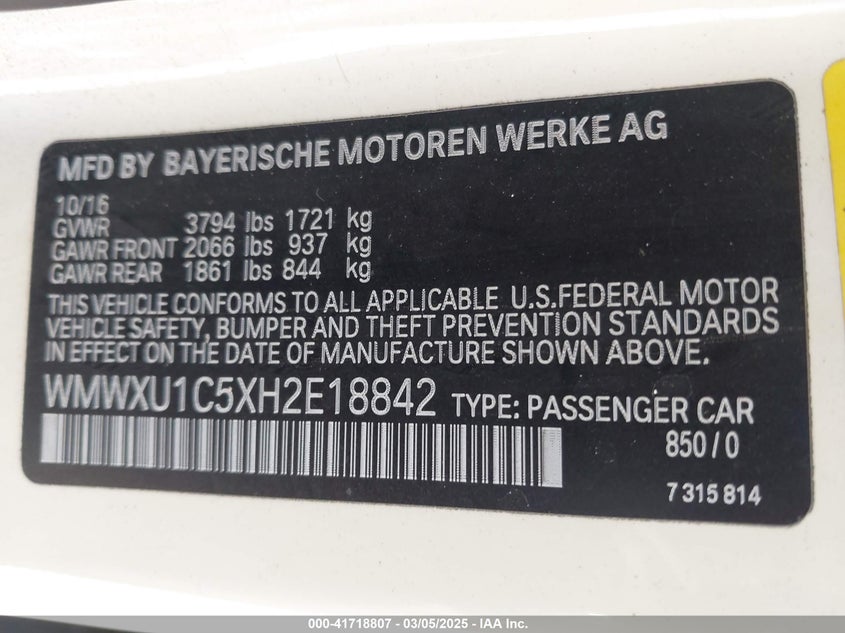 MFD BY BAYERISCHE MOTOREN WERKE AG
10/16
GVWR 3794 lbs 1721 kg
GAWR FRONT 2066 lbs 937 kg
GAWR REAR 1861 lbs 844 kg
THIS VEHICLE CONFORMS TO ALL APPLICABLE U.S.FEDERAL MOTOR
VEHICLE SAFETY, BUMPER AND THEFT PREVENTION STANDARDS
IN EFFECT ON THE DATE OF MANUFACTURE SHOWN ABOVE.
WMWXU1C5XH2E18842 TYPE: PASSENGER CAR
850/0
7 315 814
000-41718807 - 03/05/2025 - IAA Inc.